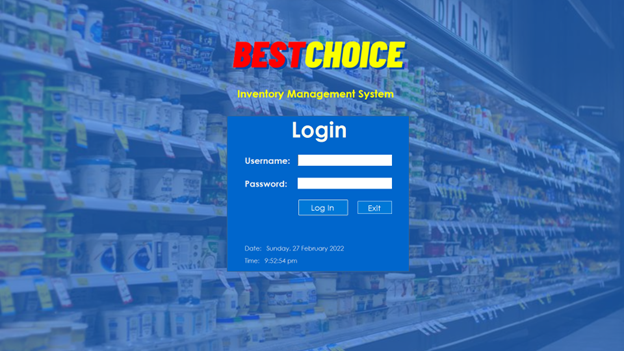 DAIRY
BESTCHOICE
Inventory Management System
Login
Username:
Password:
Log In Exit
Date: Sunday, 27 February 2022
Time: 9:52:54 pm